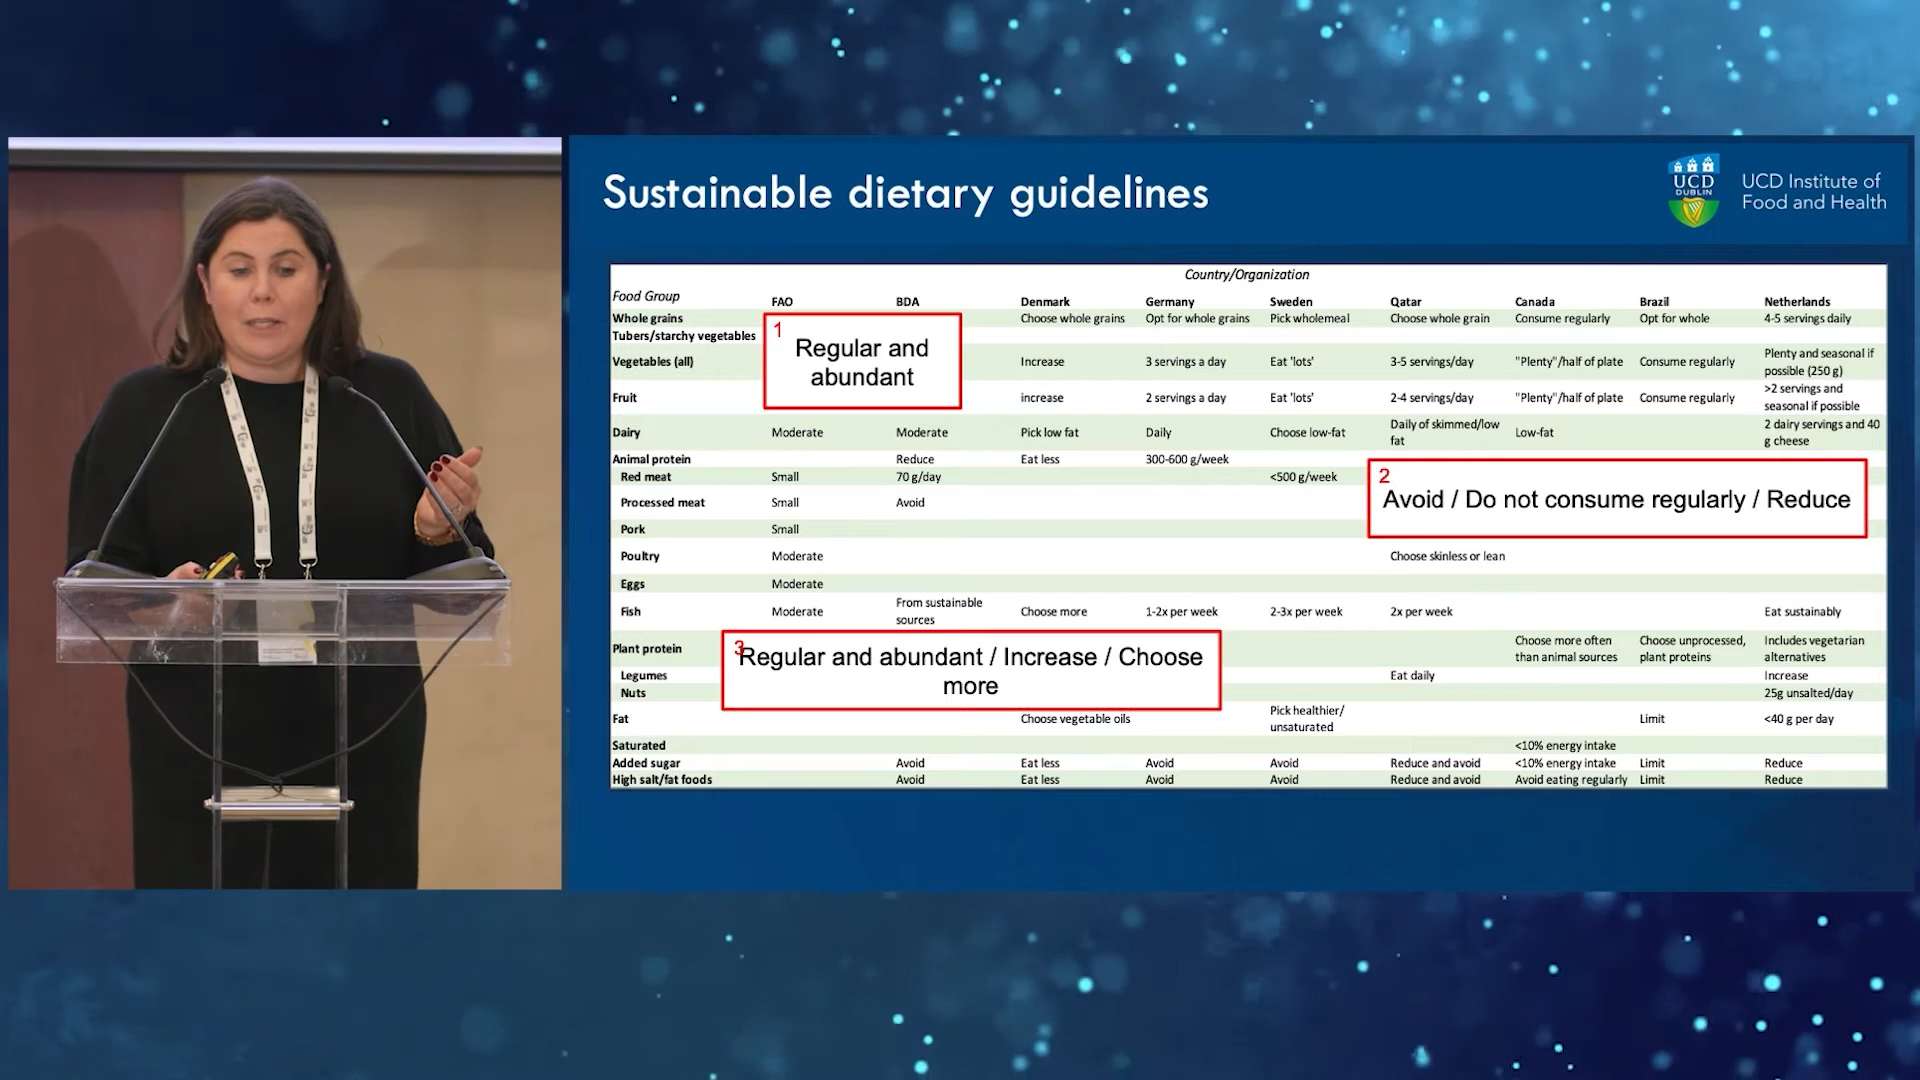 Sustainable dietary guidelines
UCD
DUBLIN
UCD Institute of
Food and Health
Country/Organization
Food Group FAO BDA Denmark Germany Sweden Qatar Canada Brazil Netherlands
Whole grains Choose whole grains Opt for whole grains Pick wholemeal Choose whole grain Consume regularly Opt for whole 4-5 servings daily
Tubers/starchy vegetables
1
Regular and
abundant
Vegetables (all) Increase 3 servings a day Eat 'lots' 3-5 servings/day "Plenty"/half of plate Consume regularly Plenty and seasonal if
possible (250 g)
Fruit increase 2 servings a day Eat 'lots' 2-4 servings/day "Plenty"/half of plate Consume regularly >2 servings and
seasonal if possible
Dairy Moderate Moderate Pick low fat Daily Choose low-fat Daily of skimmed/low
fat Low-fat 2 dairy servings and 40
g cheese
Animal protein Reduce Eat less 300-600 g/week
Red meat Small 70 g/day <500 g/week
2
Avoid / Do not consume regularly / Reduce
Processed meat Small Avoid
Pork Small
Poultry Moderate Choose skinless or lean
Eggs Moderate
Fish Moderate From sustainable
sources Choose more 1-2x per week 2-3x per week 2x per week Eat sustainably
3
Regular and abundant / Increase / Choose
more
Plant protein Choose more often
than animal sources Choose unprocessed,
plant proteins Includes vegetarian
alternatives
Legumes Eat daily Increase
Nuts 25g unsalted/day
Fat Choose vegetable oils Pick healthier/
unsaturated Limit <40 g per day
Saturated <10% energy intake
Added sugar Avoid Eat less Avoid Avoid Reduce and avoid <10% energy intake Limit Reduce
High salt/fat foods Avoid Eat less Avoid Avoid Reduce and avoid Avoid eating regularly Limit Reduce